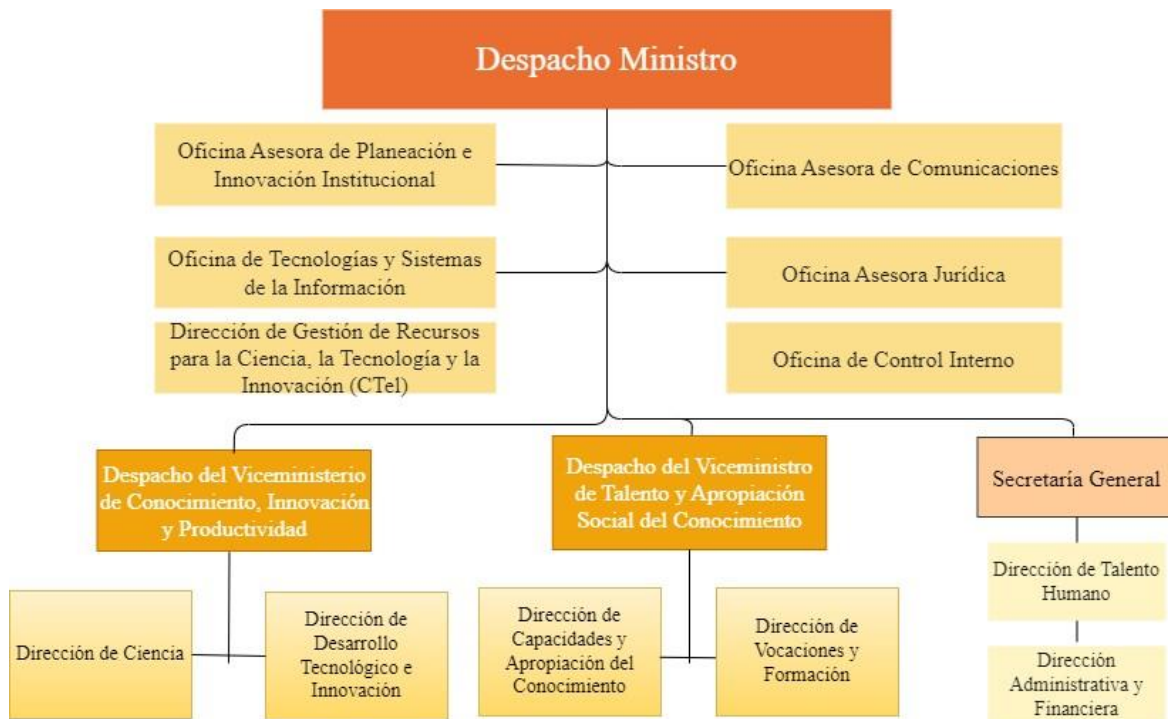 Despacho Ministro
Oficina Asesora de Planeación e
Innovación Institucional
Oficina Asesora de Comunicaciones
Oficina de Tecnologías y Sistemas
de la Información
Oficina Asesora Jurídica
Dirección de Gestión de Recursos
para la Ciencia, la Tecnología y la
Innovación (CTel)
Oficina de Control Interno
Despacho del Viceministerio
de Conocimiento, Innovación
y Productividad
Despacho del Viceministro
de Talento y Apropiación
Social del Conocimiento
Secretaría General
Dirección de Ciencia
Dirección de
Desarrollo
Tecnológico e
Innovación
Dirección de
Capacidades y
Apropiación del
Conocimiento
Dirección de
Vocaciones y
Formación
Dirección de Talento
Humano
Dirección
Administrativa y
Financiera